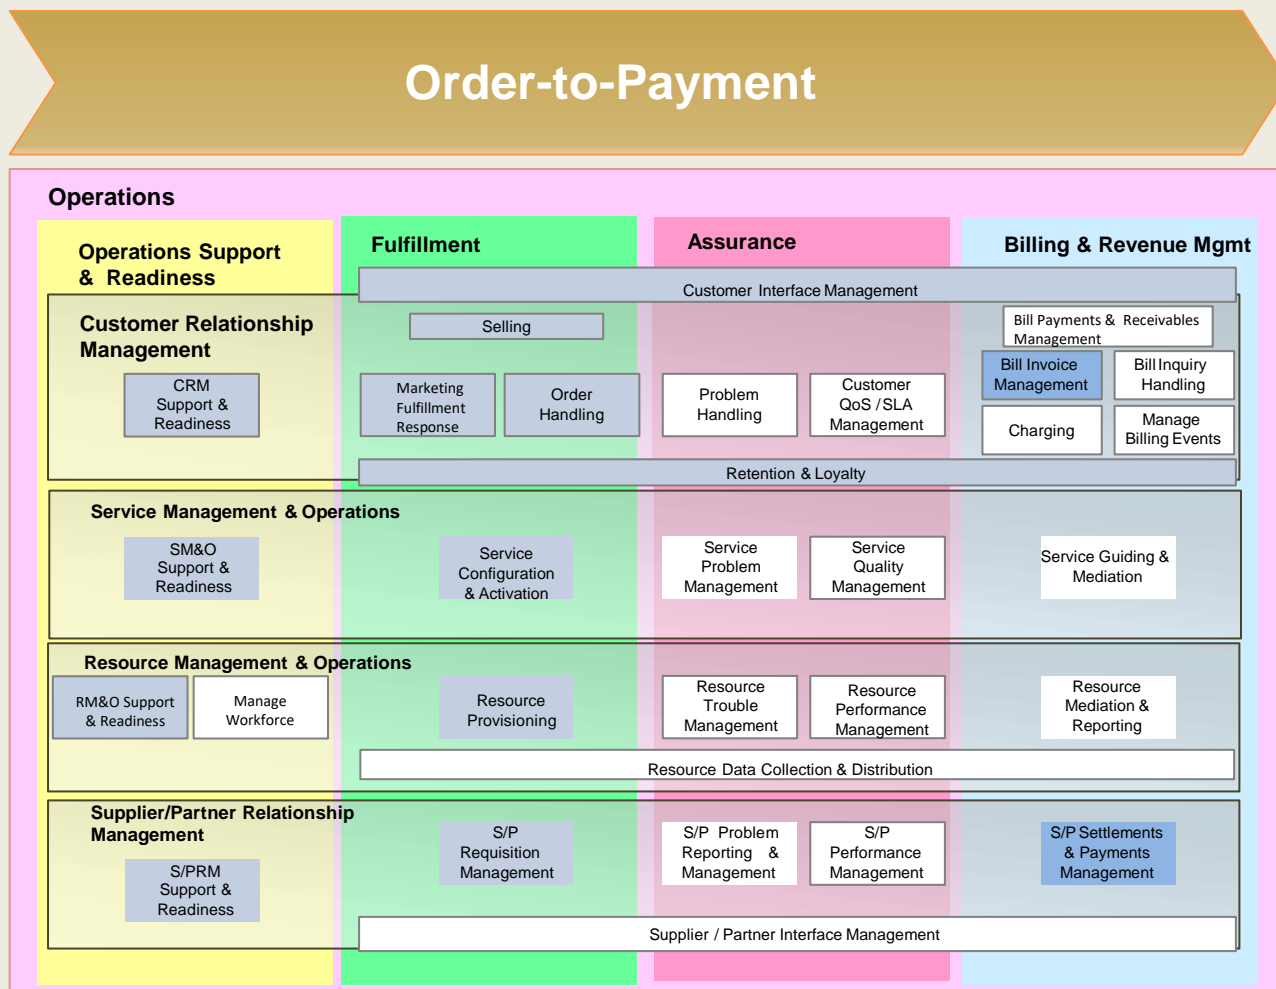 Order-to-Payment
Operations
Operations Support
& Readiness
Fulfillment
Assurance
Billing & Revenue Mgmt
Customer Interface Management
Customer Relationship
Management
Selling
Bill Payments & Receivables
Management
CRM
Support &
Readiness
Marketing
Fulfillment
Response
Order
Handling
Problem
Handling
Customer
QoS / SLA
Management
Bill Invoice
Management
Bill Inquiry
Handling
Charging
Manage
Billing Events
Retention & Loyalty
Service Management & Operations
SM&O
Support &
Readiness
Service
Configuration
& Activation
Service
Problem
Management
Service
Quality
Management
Service Guiding &
Mediation
Resource Management & Operations
RM&O Support
& Readiness
Manage
Workforce
Resource
Provisioning
Resource
Trouble
Management
Resource
Performance
Management
Resource
Mediation &
Reporting
Resource Data Collection & Distribution
Supplier/Partner Relationship
Management
S/PRM
Support &
Readiness
S/P
Requisition
Management
S/P Problem
Reporting &
Management
S/P
Performance
Management
S/P Settlements
& Payments
Management
Supplier / Partner Interface Management